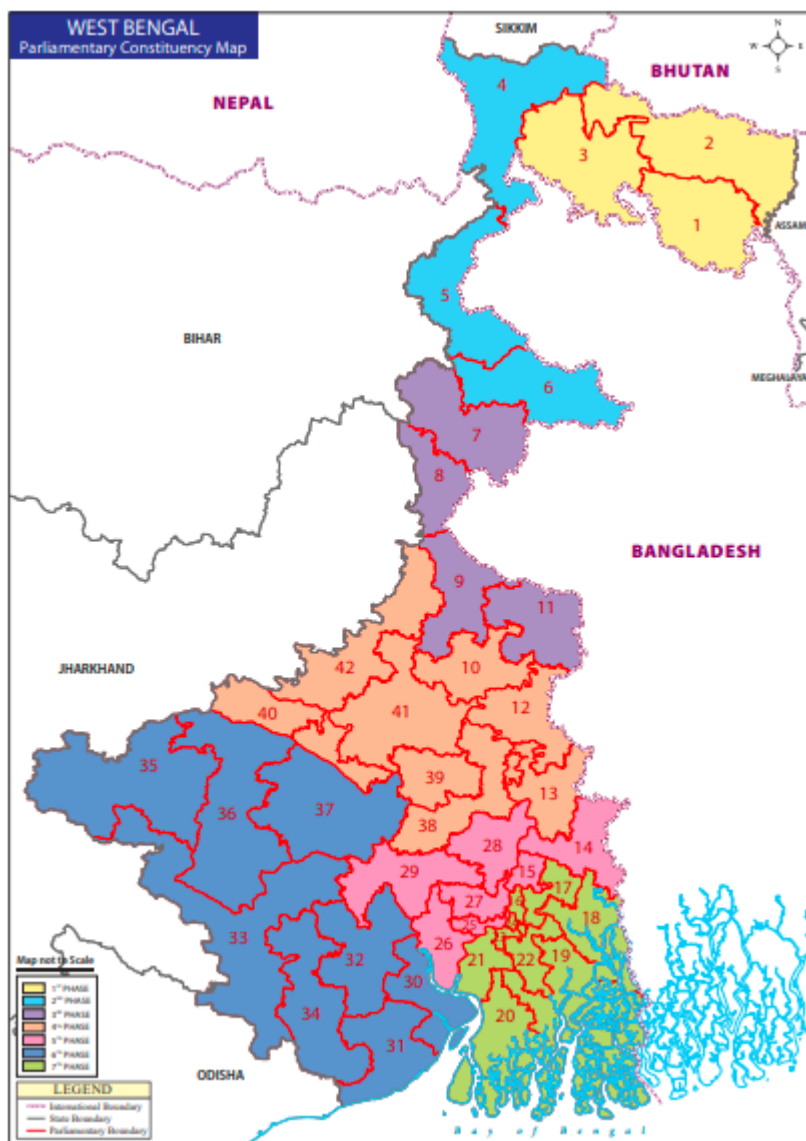 WEST BENGAL
Parliamentary Constituency Map
SIKKIM
N
W E
S
BHUTAN
NEPAL
4
3
2
1
ASSAM
5
BIHAR
MEGHALAYA
6
7
8
BANGLADESH
9
11
JHARKHAND
42
10
40
41
12
35
39
13
36
37
38
28
14
29
15
17
27
18
33
25
26
32
21
22
19
30
34
20
31
Map not to Scale
1ST PHASE
2ND PHASE
3RD PHASE
4TH PHASE
5TH PHASE
6TH PHASE
7TH PHASE
ODISHA
LEGEND
International Boundary
State Boundary
Parliamentary Boundary
Bay of Bengal